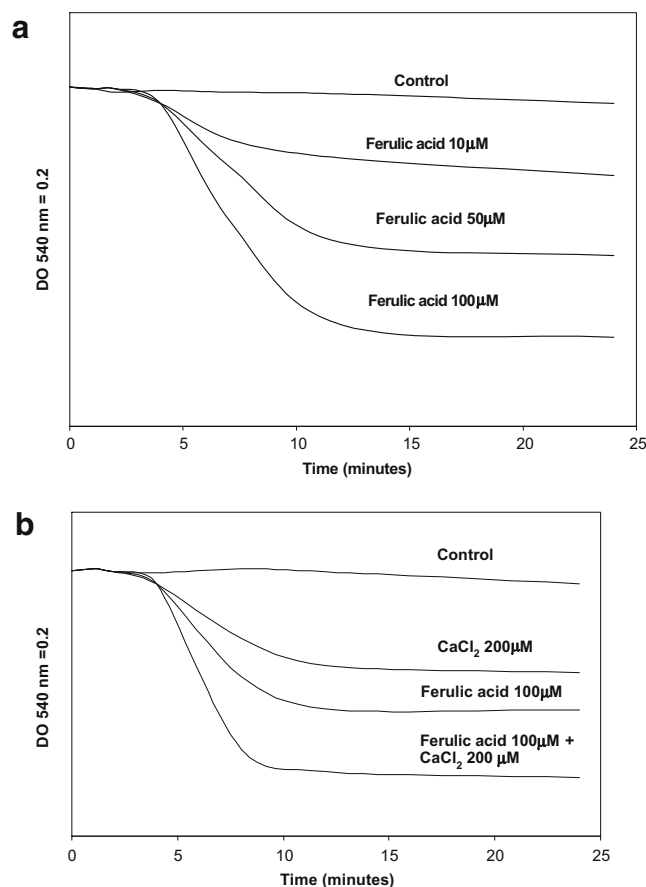 a
Control
Ferulic acid 10μM
Ferulic acid 50μM
Ferulic acid 100μM
DO 540 nm = 0.2
0 5 10 15 20 25
Time (minutes)
b
Control
CaCl₂ 200μM
Ferulic acid 100μM
Ferulic acid 100μM +
CaCl₂ 200 μM
DO 540 nm =0.2
0 5 10 15 20 25
Time (minutes)